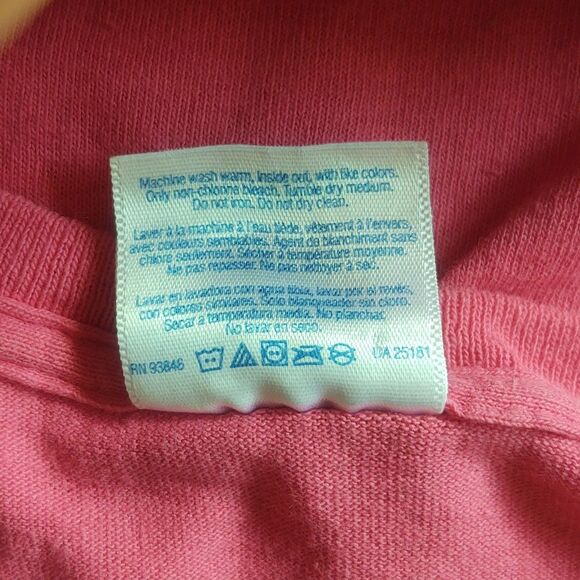 Machine wash warm, inside out, with like colors.
Only non-chlorine bleach. Tumble dry medium.
Do not iron. Do not dry clean.
Laver à la machine à l'eau tiède, vêtement à l'envers,
avec couleurs semblables. Agent de blanchiment sans
chlore seulement. Sécher à température moyenne.
Ne pas repasser. Ne pas nettoyer à sec.
Lavar en lavadora con agua tibia, lavar por el revés,
con colores similares. Solo blanqueador sin cloro.
Secar a temperatura media. No planchar.
No lavar en seco.
RN 93846 CA 25181